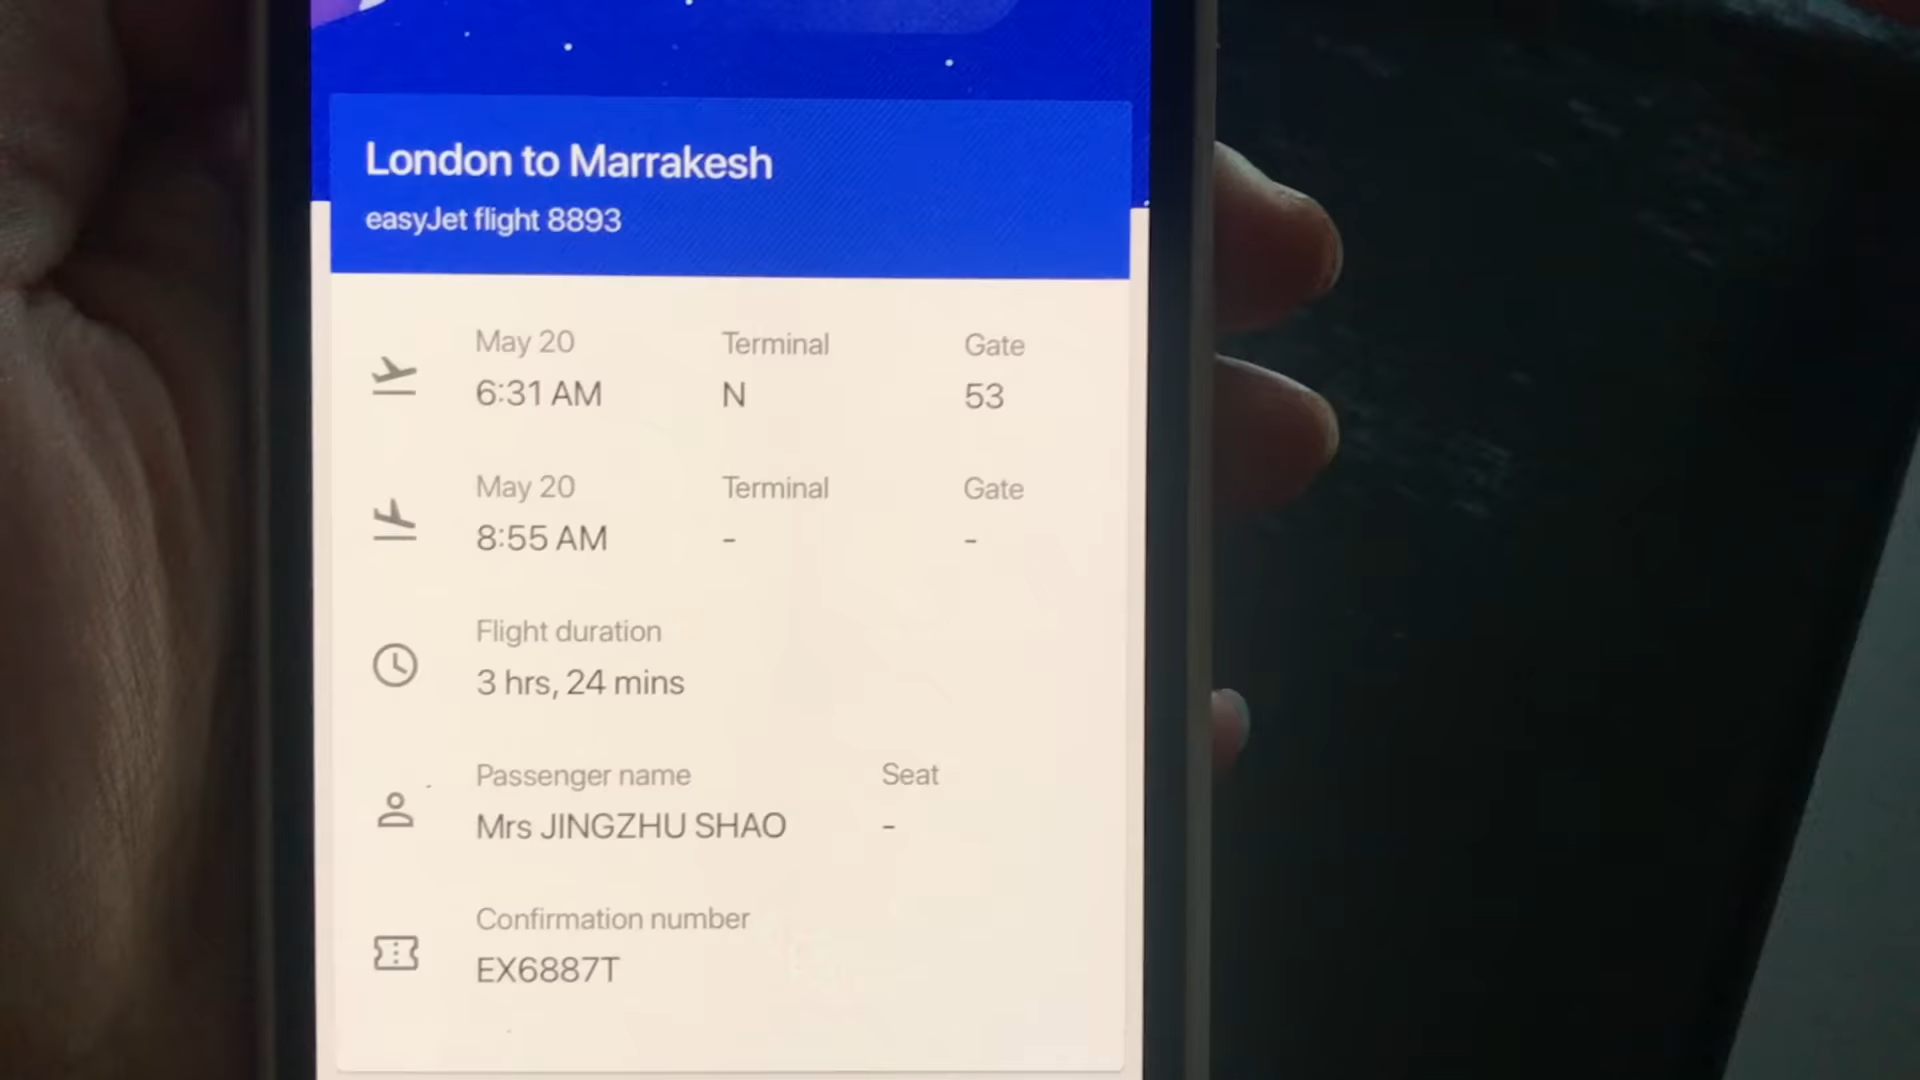 London to Marrakesh
easyJet flight 8893
May 20 Terminal Gate
6:31 AM N 53
May 20 Terminal Gate
8:55 AM - -
Flight duration
3 hrs, 24 mins
Passenger name Seat
Mrs JINGZHU SHAO -
Confirmation number
EX6887T